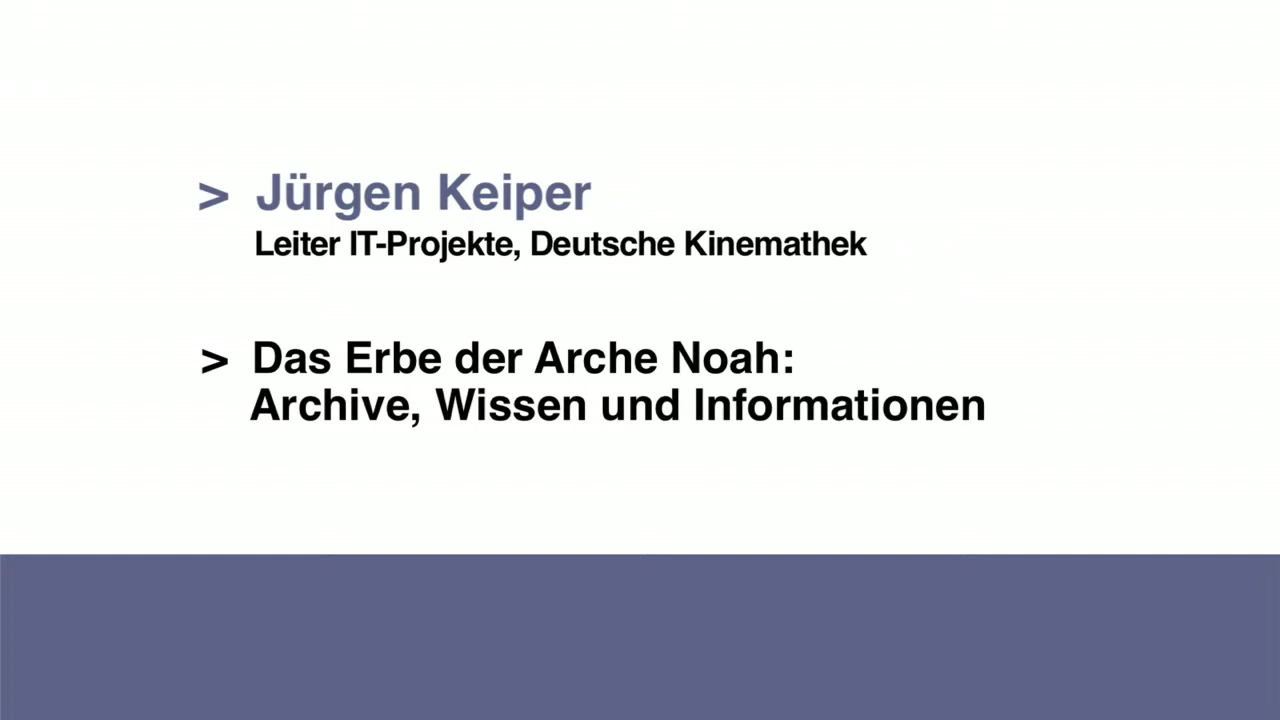 > Jürgen Keiper
Leiter IT-Projekte, Deutsche Kinemathek
> Das Erbe der Arche Noah:
Archive, Wissen und Informationen